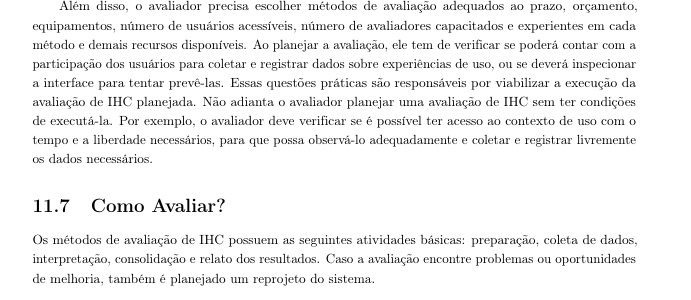 Além disso, o avaliador precisa escolher métodos de avaliação adequados ao prazo, orçamento,
equipamentos, número de usuários acessíveis, número de avaliadores capacitados e experientes em cada
método e demais recursos disponíveis. Ao planejar a avaliação, ele tem de verificar se poderá contar com a
participação dos usuários para coletar e registrar dados sobre experiências de uso, ou se deverá inspecionar
a interface para tentar prevê-las. Essas questões práticas são responsáveis por viabilizar a execução da
avaliação de IHC planejada. Não adianta o avaliador planejar uma avaliação de IHC sem ter condições
de executá-la. Por exemplo, o avaliador deve verificar se é possível ter acesso ao contexto de uso com o
tempo e a liberdade necessários, para que possa observá-lo adequadamente e coletar e registrar livremente
os dados necessários.
11.7 Como Avaliar?
Os métodos de avaliação de IHC possuem as seguintes atividades básicas: preparação, coleta de dados,
interpretação, consolidação e relato dos resultados. Caso a avaliação encontre problemas ou oportunidades
de melhoria, também é planejado um reprojeto do sistema.